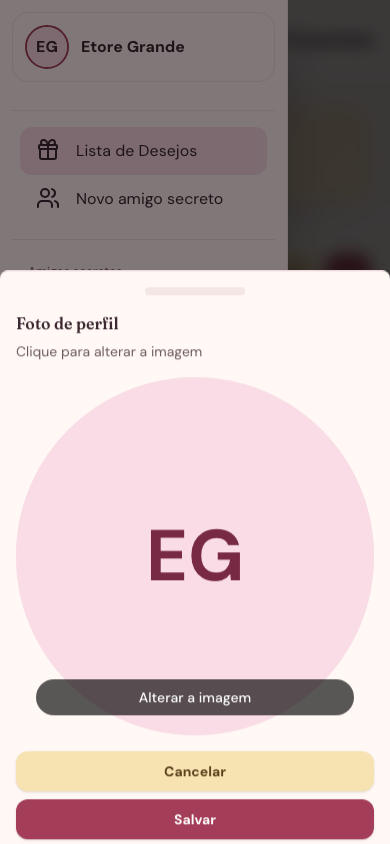 EG Etore Grande
Lista de Desejos
Novo amigo secreto
Foto de perfil
Clique para alterar a imagem
EG
Alterar a imagem
Cancelar
Salvar